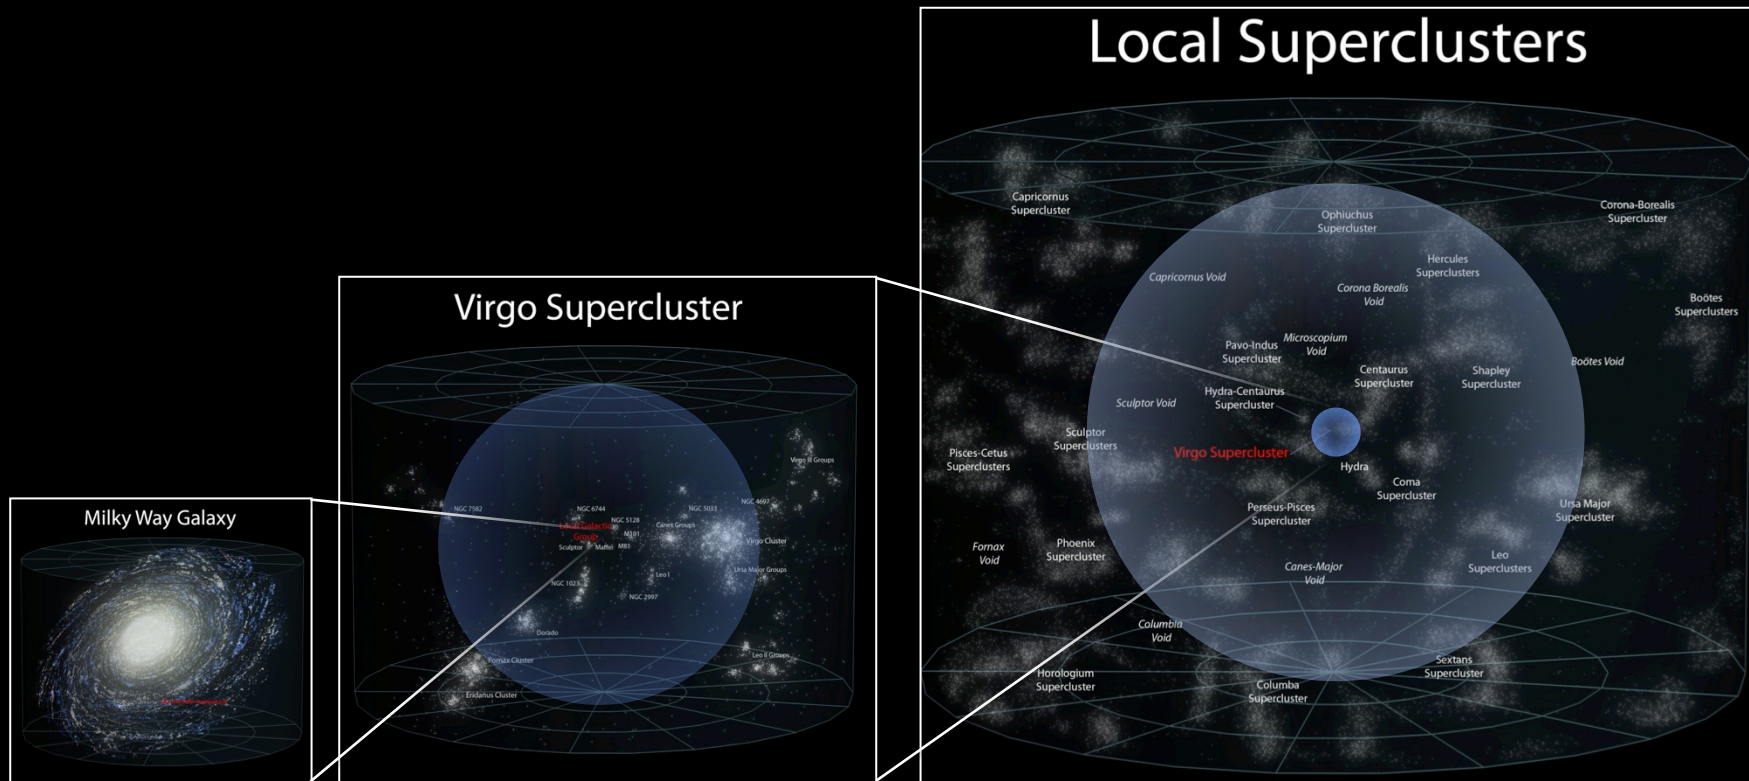 Local Superclusters
Capricornus
Supercluster
Ophiuchus
Supercluster
Corona-Borealis
Supercluster
Capricornus Void
Hercules
Superclusters
Corona Borealis
Void
Boötes
Superclusters
Pavo-Indus
Supercluster
Microscopium
Void
Centaurus
Supercluster
Shapley
Supercluster
Boötes Void
Hydra-Centaurus
Supercluster
Sculptor Void
Sculptor
Superclusters
Pisces-Cetus
Superclusters
Virgo Supercluster
Hydra
Coma
Supercluster
Perseus-Pisces
Supercluster
Ursa Major
Supercluster
Phoenix
Supercluster
Fornax
Void
Leo
Superclusters
Canes-Major
Void
Columbia
Void
Horologium
Supercluster
Columba
Supercluster
Sextans
Supercluster
Virgo Supercluster
Virgo III Groups
NGC 7582
NGC 6744
NGC 4697
NGC 5033
NGC 5128
Canes Groups
Local Galactic
Group
M101
Virgo Cluster
Sculptor
Maffei
M81
Ursa Major Groups
NGC 1023
Leo I
NGC 2997
Dorado
Leo II Groups
Fornax Cluster
Eridanus Cluster
Milky Way Galaxy